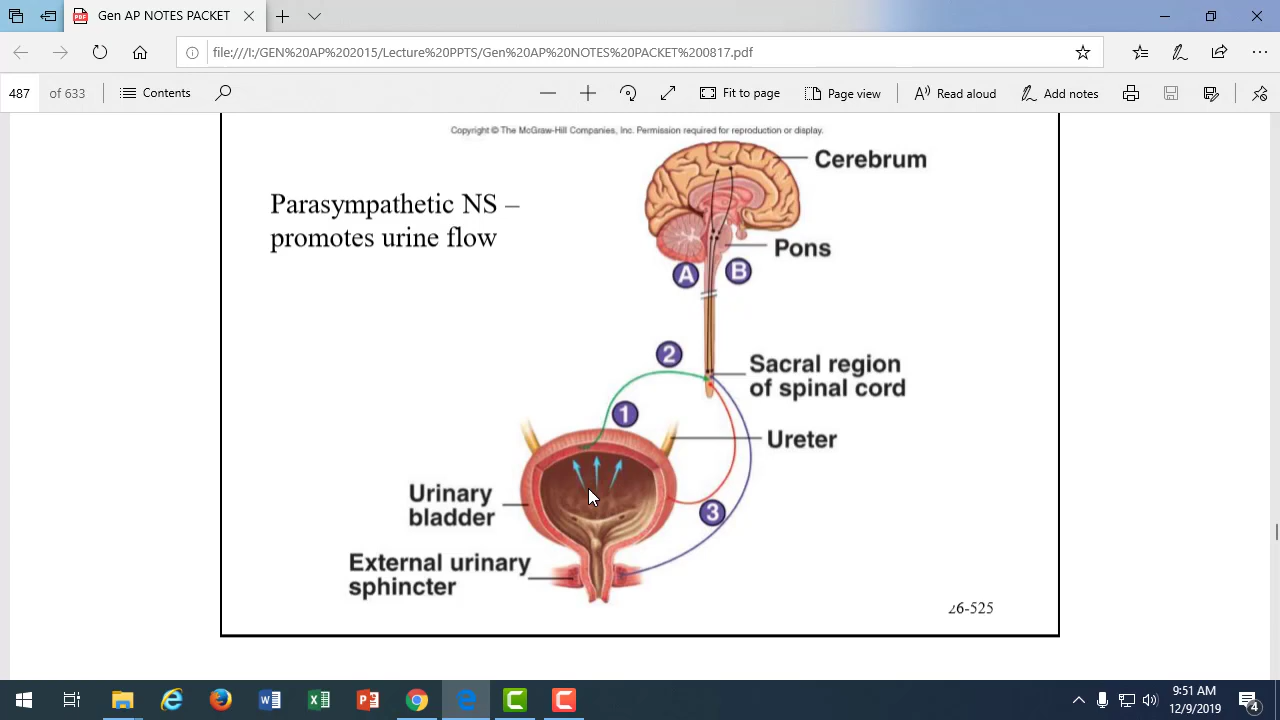 PDF Gen AP NOTES PAC
file:///I:/GEN%20AP%202015/Lecture%20PPTS/Gen%20AP%20NOTES%20PACKET%200817.pdf
487 of 633 Contents Fit to page Page view Read aloud Add notes
Copyright © The McGraw-Hill Companies, Inc. Permission required for reproduction or display.
Cerebrum
Parasympathetic NS –
promotes urine flow
Pons
A B
2
Sacral region
of spinal cord
1
Ureter
Urinary
bladder
3
External urinary
sphincter
26-525
9:51 AM
12/9/2019
4